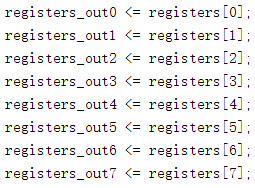 registers_out0 <= registers[0];
registers_out1 <= registers[1];
registers_out2 <= registers[2];
registers_out3 <= registers[3];
registers_out4 <= registers[4];
registers_out5 <= registers[5];
registers_out6 <= registers[6];
registers_out7 <= registers[7];